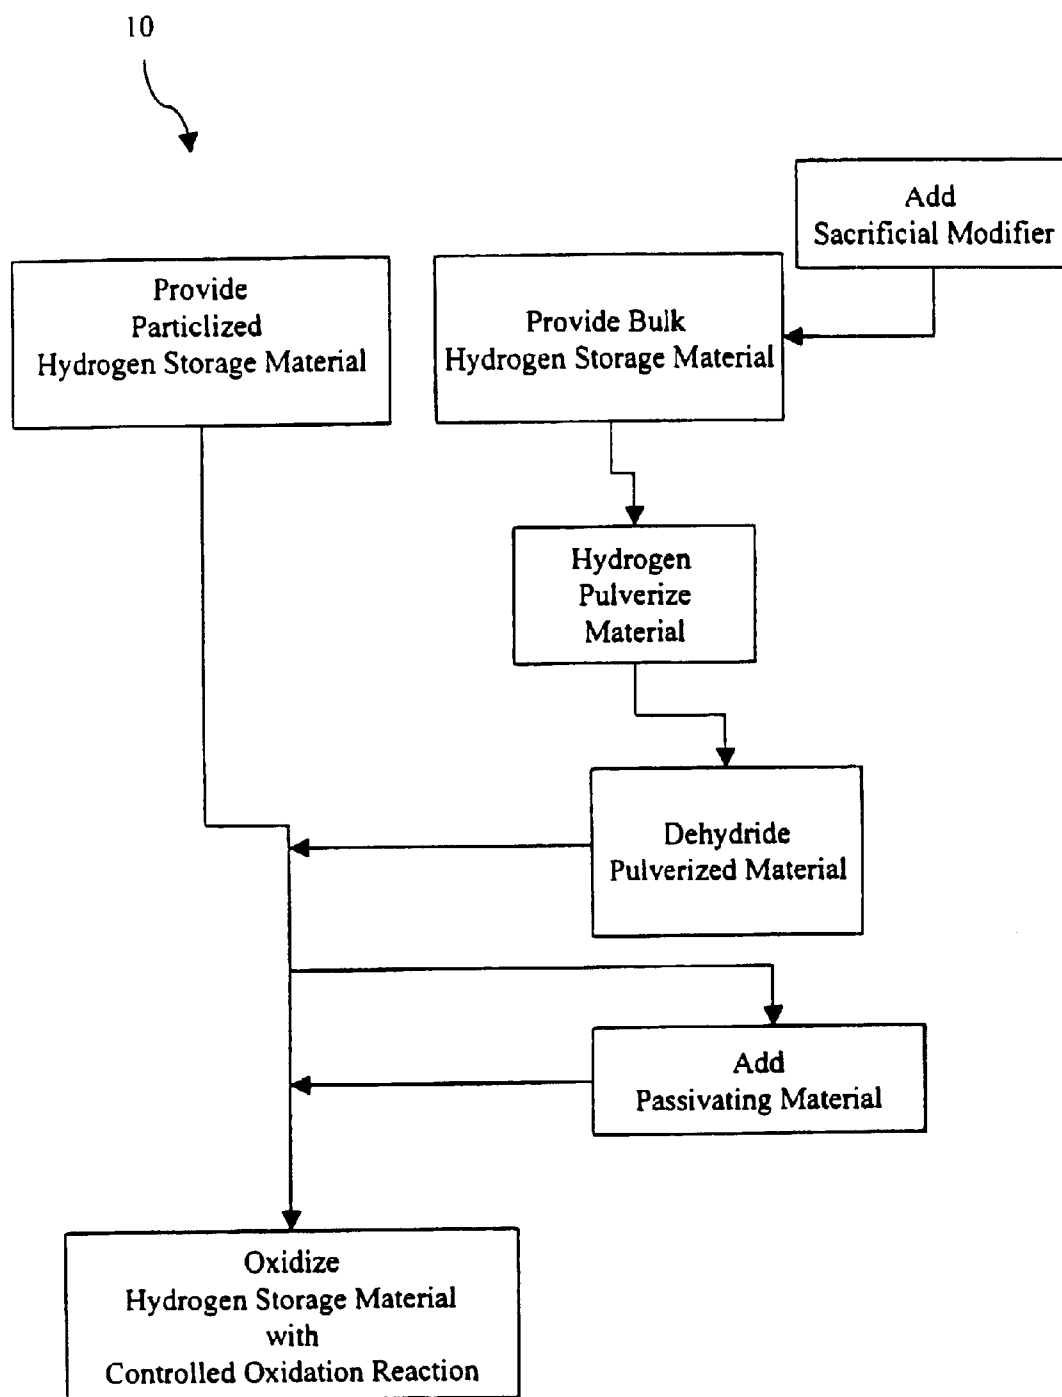 10
Add
Sacrificial Modifier
Provide
Particlized
Hydrogen Storage Material
Provide Bulk
Hydrogen Storage Material
Hydrogen
Pulverize
Material
Dehydride
Pulverized Material
Add
Passivating Material
Oxidize
Hydrogen Storage Material
with
Controlled Oxidation Reaction